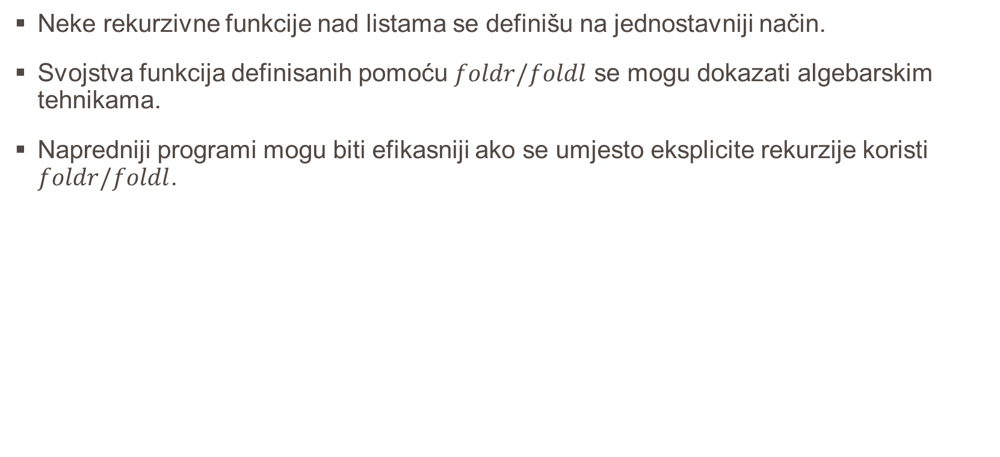 ▪ Neke rekurzivne funkcije nad listama se definišu na jednostavniji način.
▪ Svojstva funkcija definisanih pomoću foldr/foldl se mogu dokazati algebarskim
tehnikama.
▪ Napredniji programi mogu biti efikasniji ako se umjesto eksplicite rekurzije koristi
foldr/foldl.